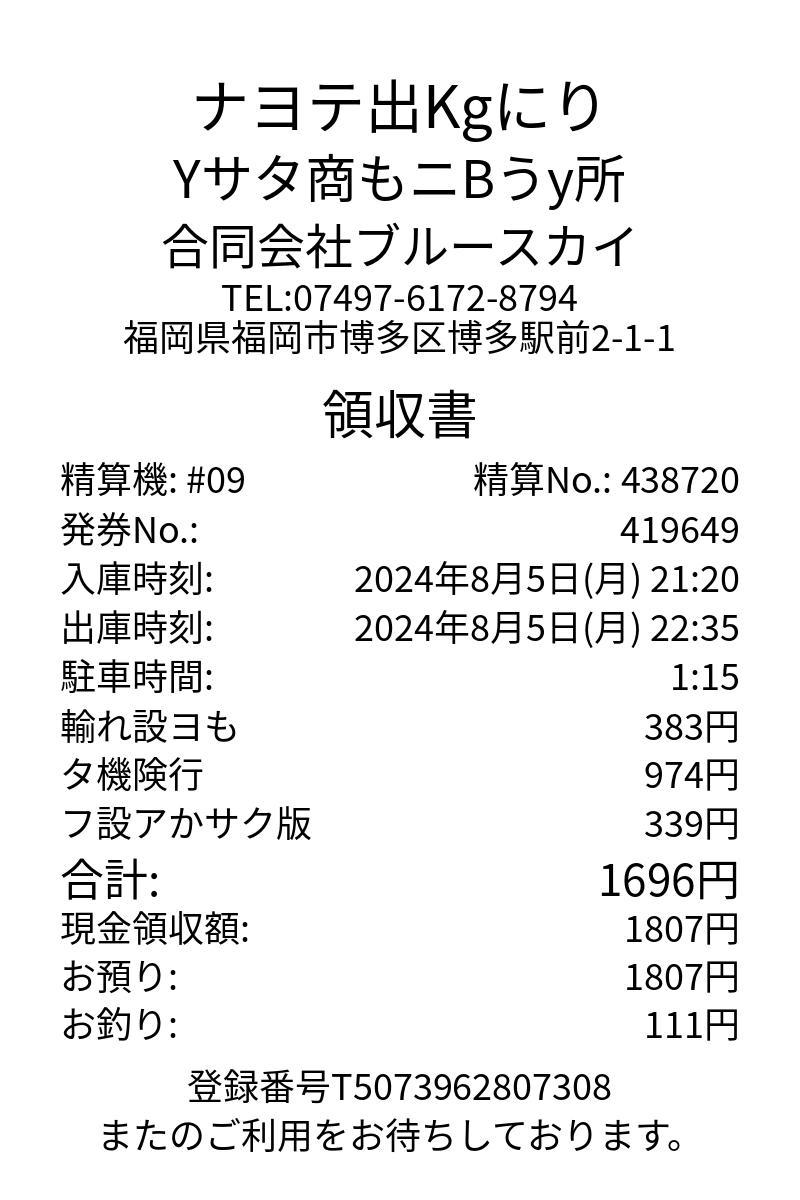 ナヨテ出Kgにり
Yサタ商もニBうy所
合同会社ブルースカイ
TEL:07497-6172-8794
福岡県福岡市博多区博多駅前2-1-1
領収書
精算機: #09 精算No.: 438720
発券No.: 419649
入庫時刻: 2024年8月5日(月) 21:20
出庫時刻: 2024年8月5日(月) 22:35
駐車時間: 1:15
輸れ設ヨも 383円
タ機険行 974円
フ設アかサク版 339円
合計: 1696円
現金領収額: 1807円
お預り: 1807円
お釣り: 111円
登録番号T5073962807308
またのご利用をお待ちしております。